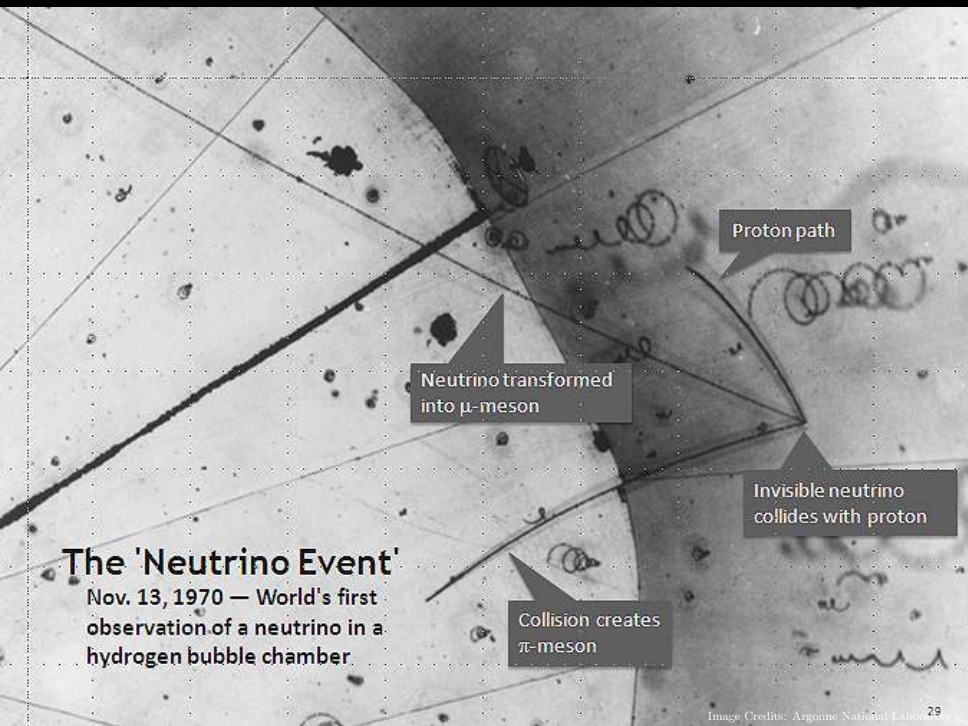 Proton path
Neutrino transformed
into μ-meson
Invisible neutrino
collides with proton
The 'Neutrino Event'
Nov. 13, 1970 — World's first
observation of a neutrino in a
hydrogen bubble chamber
Collision creates
π-meson
29
Image Credits: Argonne National Laboratory